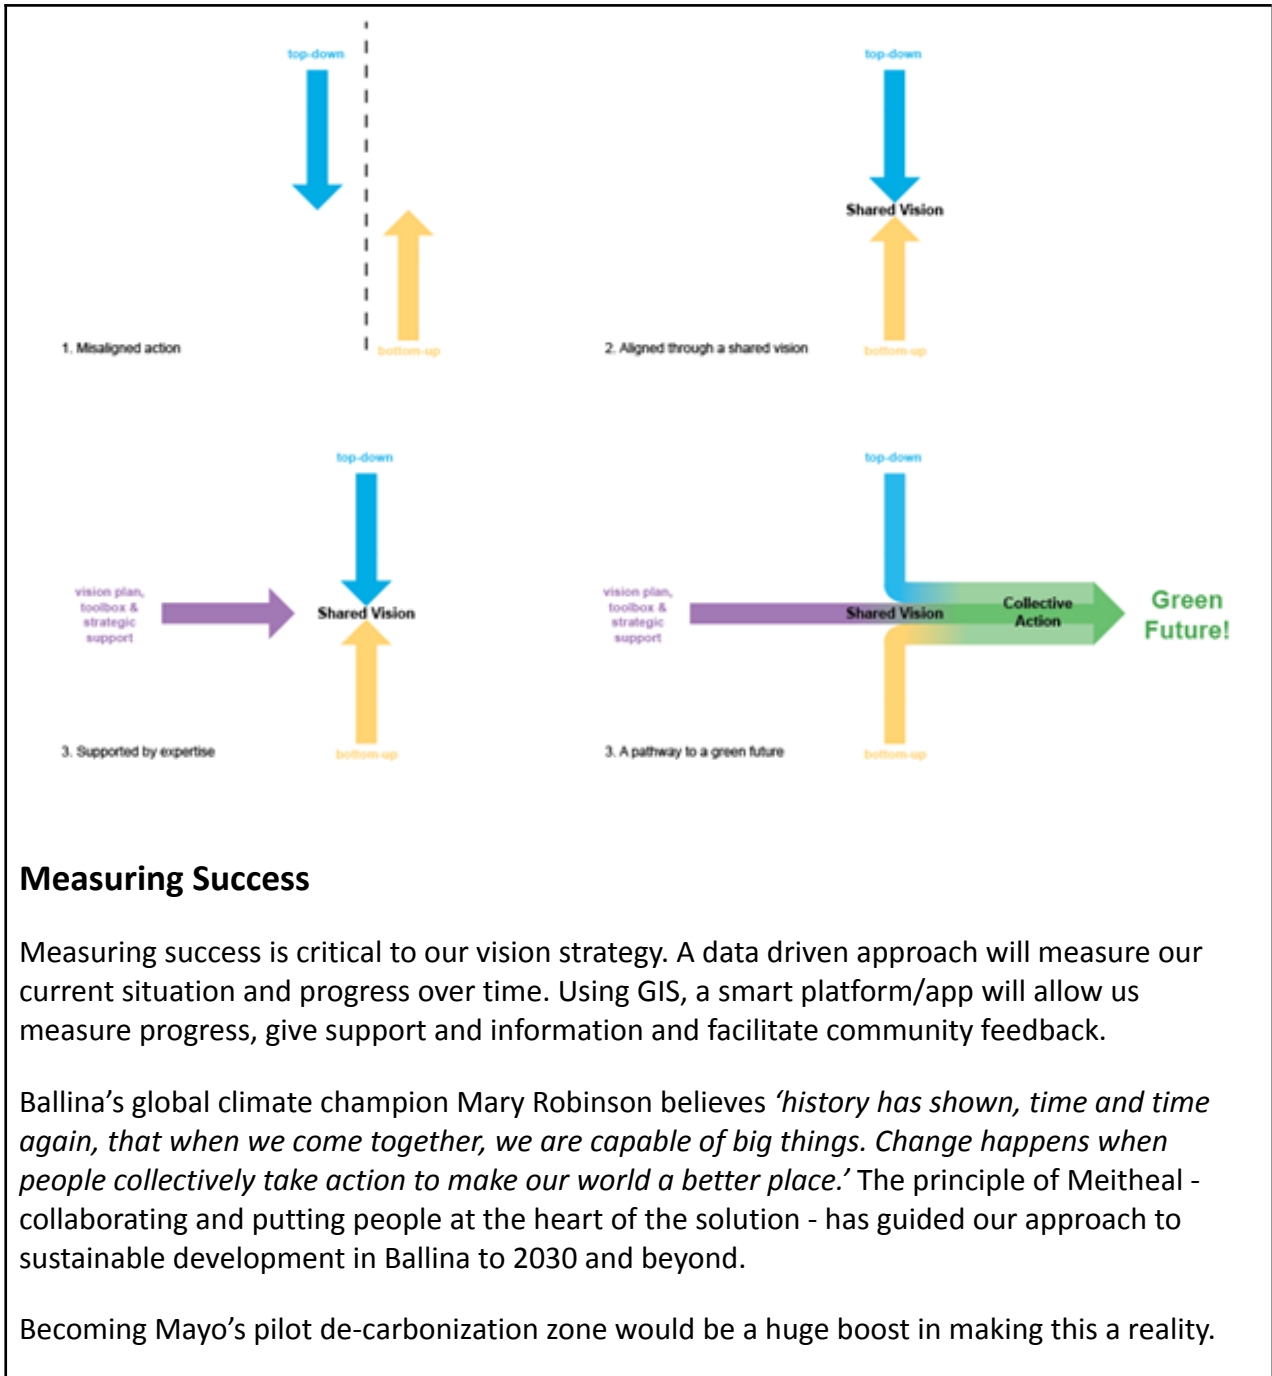 top-down
bottom-up
1. Misaligned action
top-down
Shared Vision
bottom-up
2. Aligned through a shared vision
top-down
vision plan,
toolbox &
strategic
support
Shared Vision
bottom-up
3. Supported by expertise
top-down
vision plan,
toolbox &
strategic
support
Shared Vision
Collective
Action
Green
Future!
bottom-up
3. A pathway to a green future
Measuring Success
Measuring success is critical to our vision strategy. A data driven approach will measure our
current situation and progress over time. Using GIS, a smart platform/app will allow us
measure progress, give support and information and facilitate community feedback.
Ballina’s global climate champion Mary Robinson believes ‘history has shown, time and time
again, that when we come together, we are capable of big things. Change happens when
people collectively take action to make our world a better place.’ The principle of Meitheal -
collaborating and putting people at the heart of the solution - has guided our approach to
sustainable development in Ballina to 2030 and beyond.
Becoming Mayo’s pilot de-carbonization zone would be a huge boost in making this a reality.